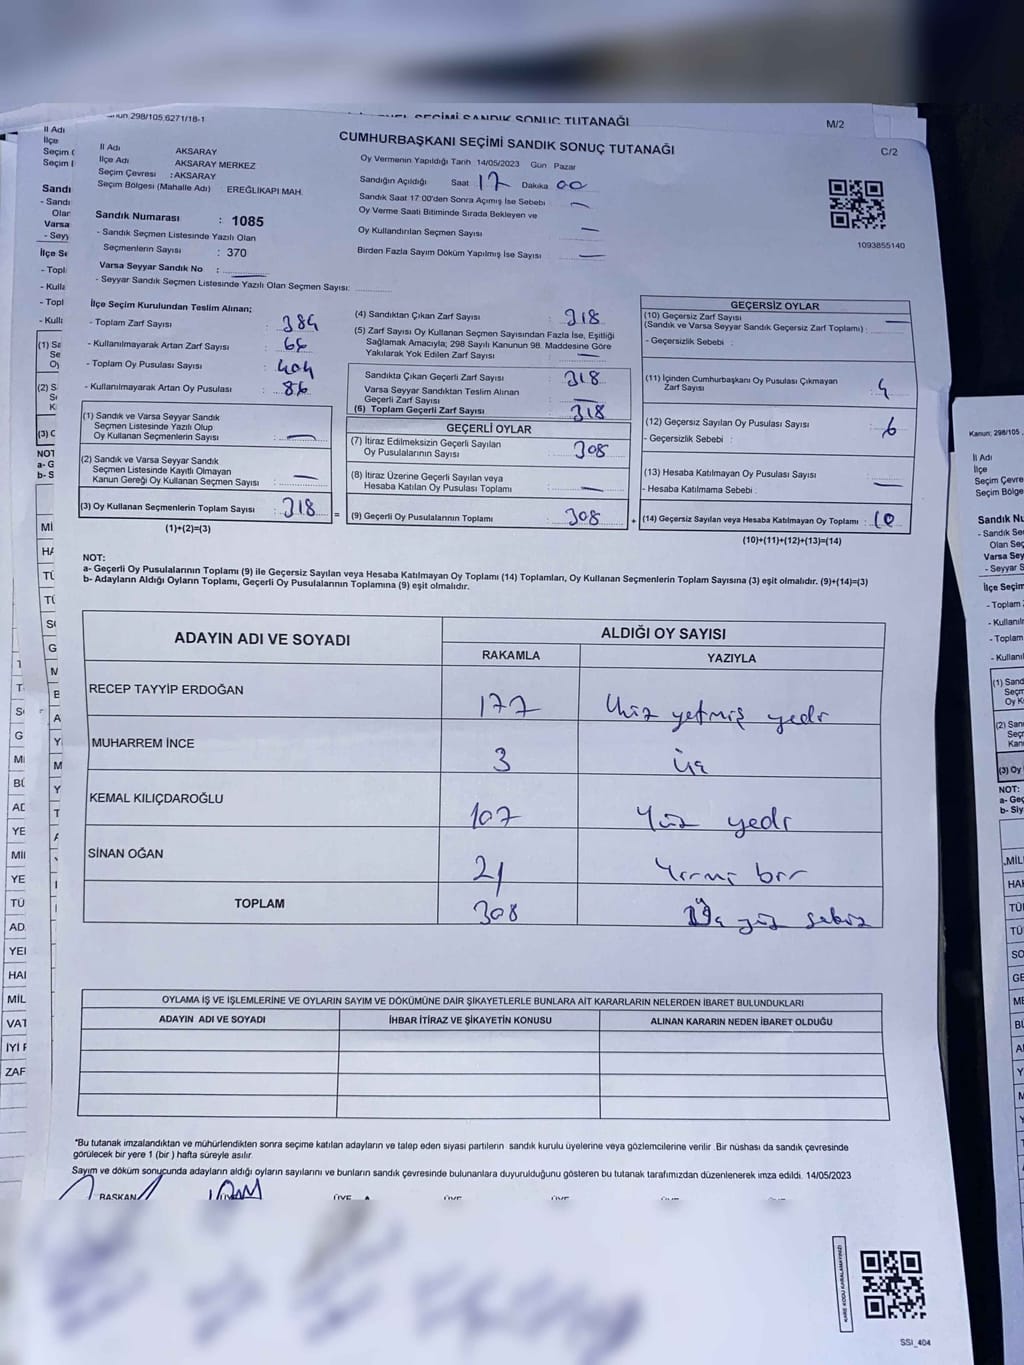 CUMHURBAŞKANI SEÇİMİ SANDIK SONUÇ TUTANAĞI
M/2
C/2
İl Adı AKSARAY
İlçe Adı AKSARAY MERKEZ
Seçim Çevresi : AKSARAY
Seçim Bölgesi (Mahalle Adı) EREĞLİKAPI MAH.
Sandık Numarası : 1085
- Sandık Seçmen Listesinde Yazılı Olan
Seçmenlerin Sayısı : 370
Varsa Seyyar Sandık No :
- Seyyar Sandık Seçmen Listesinde Yazılı Olan Seçmen Sayısı:
Oy Vermenin Yapıldığı Tarih 14/05/2023 Gün Pazar
Sandığın Açıldığı Saat 17 Dakika 00
Sandık Saat 17:00'den Sonra Açımış İse Sebebi —
Oy Verme Saati Bitiminde Sırada Bekleyen ve
Oy Kullandırılan Seçmen Sayısı —
Birden Fazla Sayım Döküm Yapılmış İse Sayısı —
1093855140
İlçe Seçim Kurulundan Teslim Alınan;
- Toplam Zarf Sayısı : 384
- Kullanılmayarak Artan Zarf Sayısı : 66
- Toplam Oy Pusulası Sayısı : 404
- Kullanılmayarak Artan Oy Pusulası : 86
(1) Sandık ve Varsa Seyyar Sandık
Seçmen Listesinde Yazılı Olup
Oy Kullanan Seçmenlerin Sayısı : —
(2) Sandık ve Varsa Seyyar Sandık
Seçmen Listesinde Kayıtlı Olmayan
Kanun Gereği Oy Kullanan Seçmen Sayısı : —
(3) Oy Kullanan Seçmenlerin Toplam Sayısı : 318
(1)+(2)=(3)
(4) Sandıktan Çıkan Zarf Sayısı : 318
(5) Zarf Sayısı Oy Kullanan Seçmen Sayısından Fazla İse, Eşitliği
Sağlamak Amacıyla; 298 Sayılı Kanunun 98. Maddesine Göre
Yakılarak Yok Edilen Zarf Sayısı : —
Sandıkta Çıkan Geçerli Zarf Sayısı : 318
Varsa Seyyar Sandıktan Teslim Alınan
Geçerli Zarf Sayısı : —
(6) Toplam Geçerli Zarf Sayısı : 318
GEÇERLİ OYLAR
(7) İtiraz Edilmeksizin Geçerli Sayılan
Oy Pusulalarının Sayısı : 308
(8) İtiraz Üzerine Geçerli Sayılan veya
Hesaba Katılan Oy Pusulası Toplamı : —
(9) Geçerli Oy Pusulalarının Toplamı : 308
GEÇERSİZ OYLAR
(10) Geçersiz Zarf Sayısı
(Sandık ve Varsa Seyyar Sandık Geçersiz Zarf Toplamı) : —
- Geçersizlik Sebebi :
(11) İçinden Cumhurbaşkanı Oy Pusulası Çıkmayan
Zarf Sayısı : 4
(12) Geçersiz Sayılan Oy Pusulası Sayısı : 6
- Geçersizlik Sebebi :
(13) Hesaba Katılmayan Oy Pusulası Sayısı : —
- Hesaba Katılmama Sebebi :
(14) Geçersiz Sayılan veya Hesaba Katılmayan Oy Toplamı : 10
(10)+(11)+(12)+(13)=(14)
NOT:
a- Geçerli Oy Pusulalarının Toplamı (9) ile Geçersiz Sayılan veya Hesaba Katılmayan Oy Toplamı (14) Toplamları, Oy Kullanan Seçmenlerin Toplam Sayısına (3) eşit olmalıdır. (9)+(14)=(3)
b- Adayların Aldığı Oyların Toplamı, Geçerli Oy Pusulalarının Toplamına (9) eşit olmalıdır.
ADAYIN ADI VE SOYADI ALDIĞI OY SAYISI
RAKAMLA YAZIYLA
RECEP TAYYİP ERDOĞAN 177 Yüz yetmiş yedi
MUHARREM İNCE 3 üç
KEMAL KILIÇDAROĞLU 107 Yüz yedi
SİNAN OĞAN 21 Yirmi bir
TOPLAM 308 Üç yüz sekiz
OYLAMA İŞ VE İŞLEMLERİNE VE OYLARIN SAYIM VE DÖKÜMÜNE DAİR ŞİKAYETLERLE BUNLARA AİT KARARLARIN NELERDEN İBARET BULUNDUKLARI
ADAYIN ADI VE SOYADI İHBAR İTİRAZ VE ŞİKAYETİN KONUSU ALINAN KARARIN NEDEN İBARET OLDUĞU
*Bu tutanak imzalandıktan ve mühürlendikten sonra seçime katılan adayların ve talep eden siyasi partilerin sandık kurulu üyelerine veya gözlemcilerine verilir. Bir nüshası da sandık çevresinde
görülecek bir yere 1 (bir) hafta süreyle asılır.
Sayım ve döküm sonucunda adayların aldığı oyların sayılarını ve bunların sandık çevresinde bulunanlara duyurulduğunu gösteren bu tutanak tarafımızdan düzenlenerek imza edildi. 14/05/2023
BAŞKAN
SSI_404